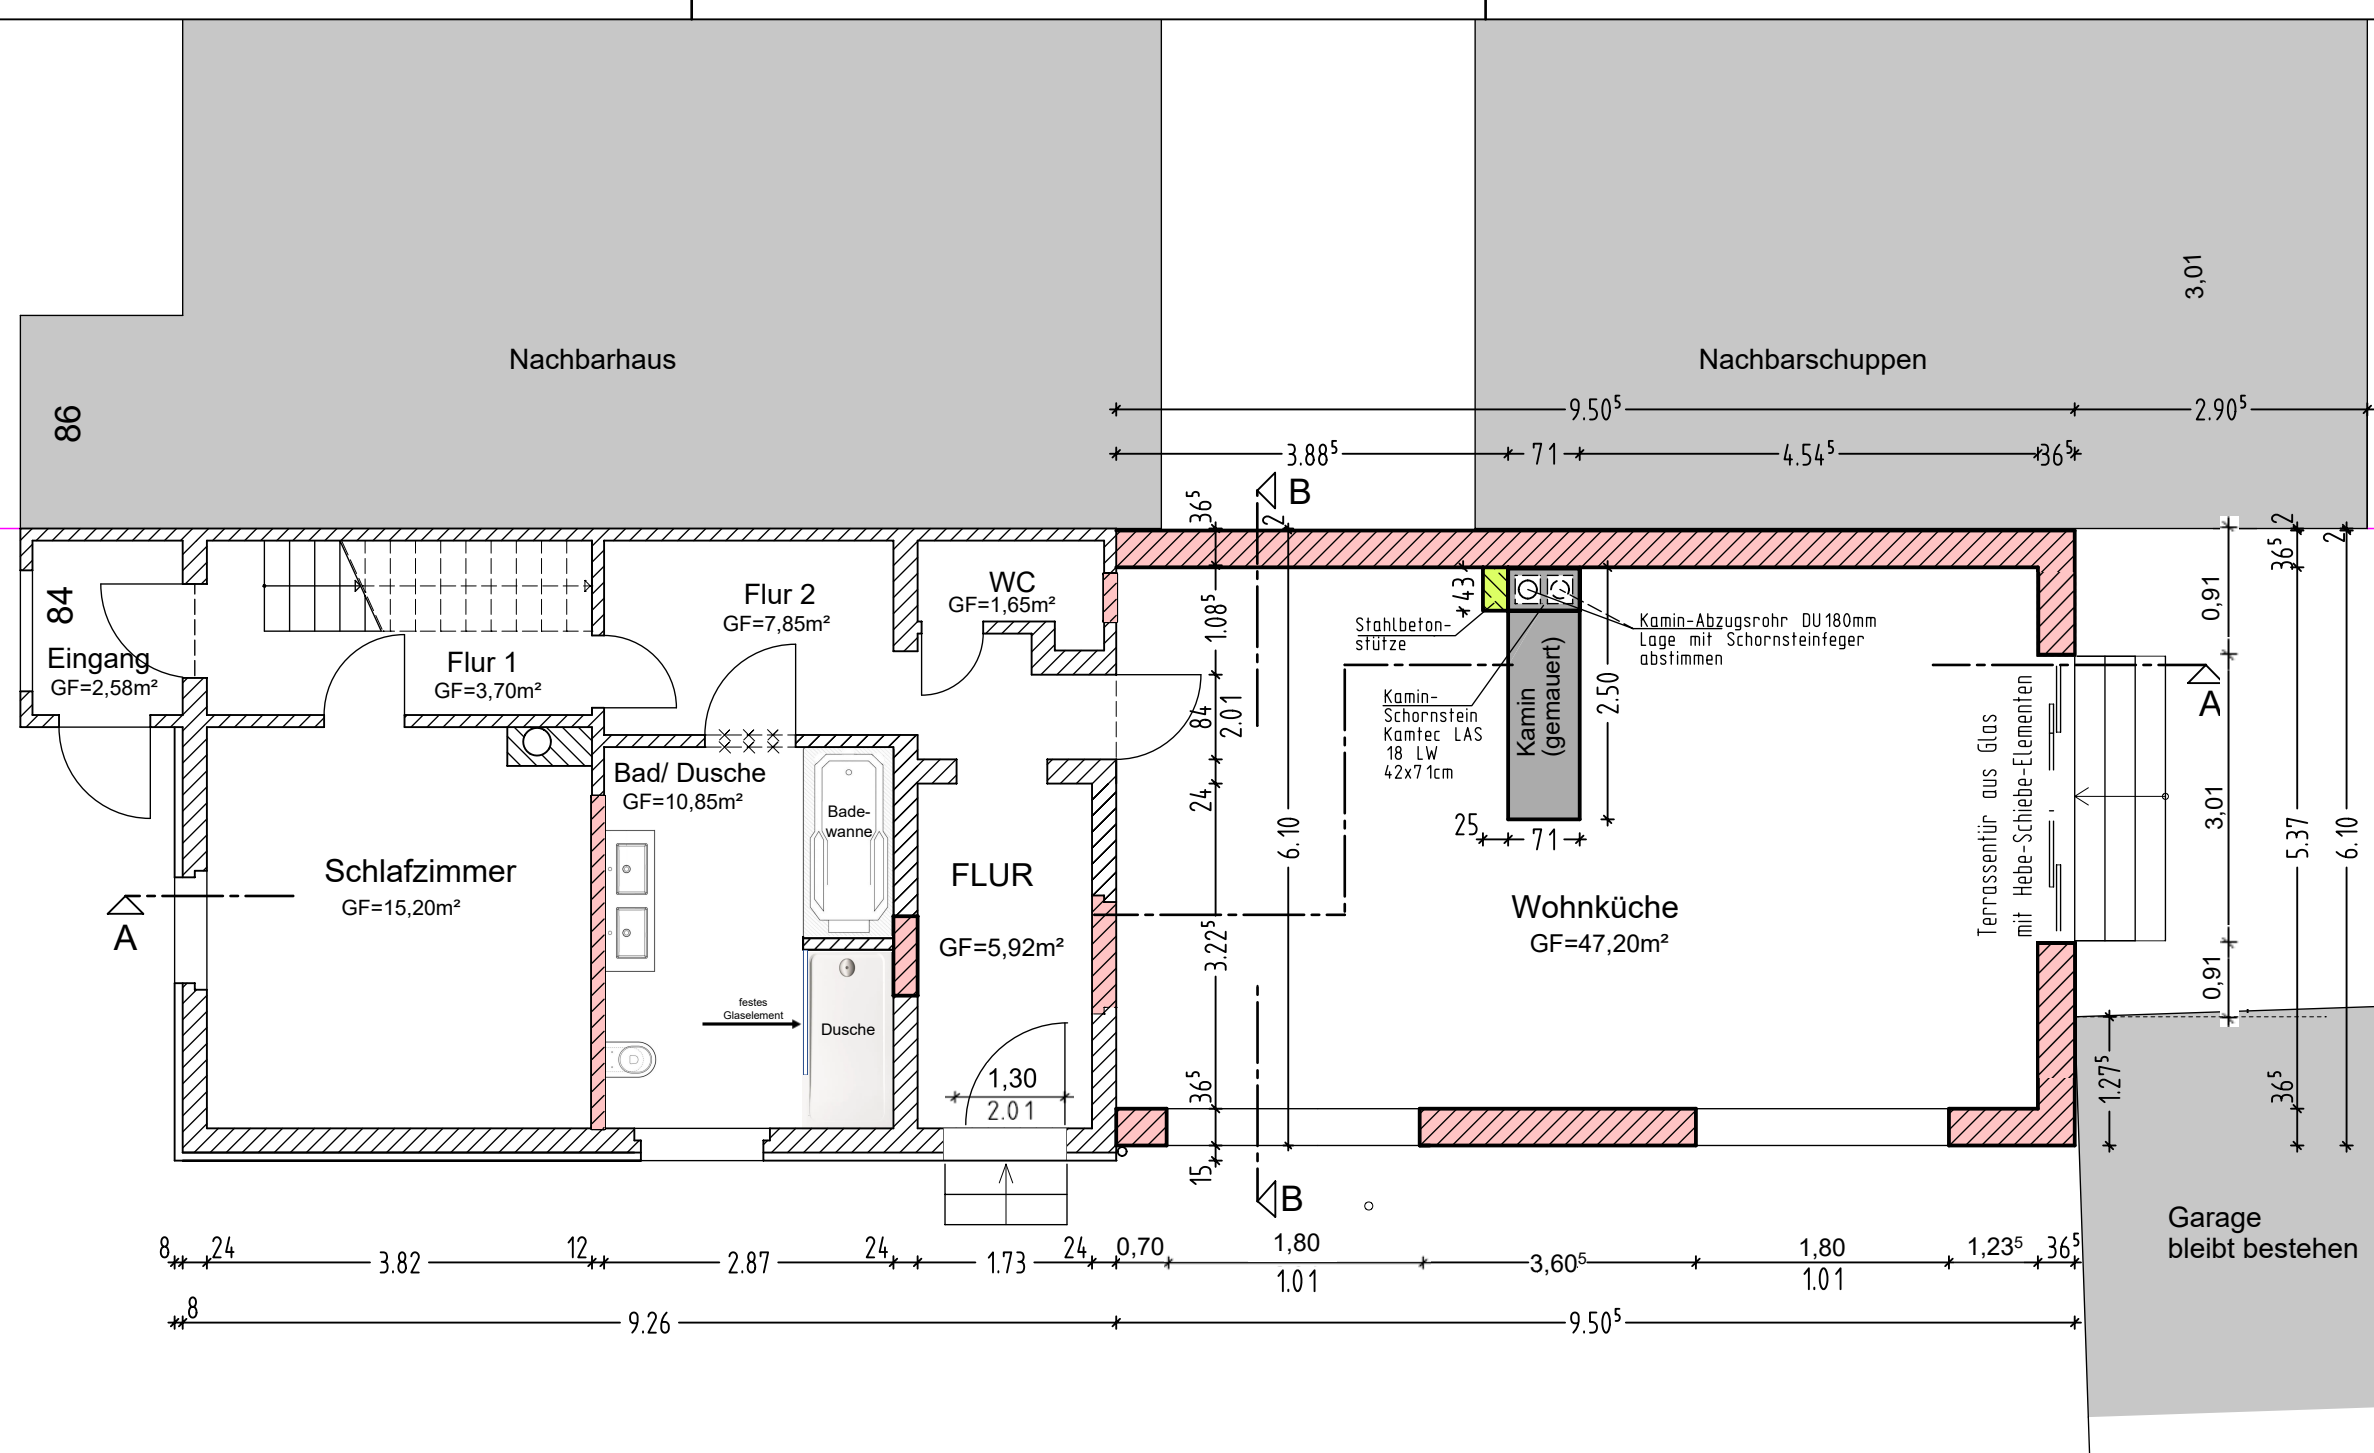 Nachbarhaus
Nachbarschuppen
3,01
86
84
9.50⁵
2.90⁵
3.88⁵
71
4.54⁵
36⁵
B
36⁵
2
Eingang
GF=2,58m²
Flur 1
GF=3,70m²
Flur 2
GF=7,85m²
WC
GF=1,65m²
1.08⁵
43
Stahlbeton-
stütze
Kamin-Abzugsrohr DU180mm
Lage mit Schornsteinfeger
abstimmen
Kamin-
Schornstein
Kamtec LAS
18 LW
42x71cm
Kamin
(gemauert)
2.50
25
71
84
2.01
24
6.10
3.22⁵
36⁵
15
Bad/ Dusche
GF=10,85m²
Bade-
wanne
festes
Glaselement
Dusche
Schlafzimmer
GF=15,20m²
A
FLUR
GF=5,92m²
1,30
2.01
Wohnküche
GF=47,20m²
Terrassentür aus Glas
mit Hebe-Schiebe-Elementen
A
0,91
3,01
0,91
1.27⁵
2
36⁵
5.37
36⁵
2
6.10
B
Garage
bleibt bestehen
8
24
3.82
12
2.87
24
1.73
24
0,70
1,80
1.01
3,60⁵
1,80
1.01
1,23⁵
36⁵
8
9.26
9.50⁵